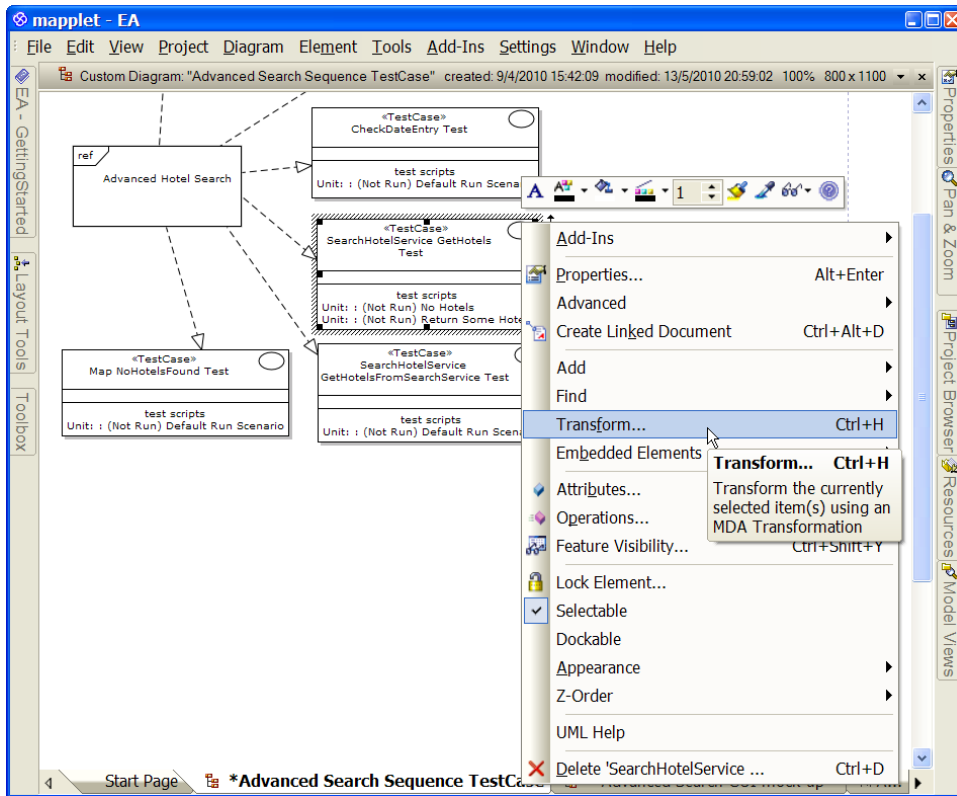 mapplet - EA
File Edit View Project Diagram Element Tools Add-Ins Settings Window Help
Custom Diagram: "Advanced Search Sequence TestCase" created: 9/4/2010 15:42:09 modified: 13/5/2010 20:59:02 100% 800 x 1100
EA - GettingStarted
Layout Tools
Toolbox
«TestCase»
CheckDateEntry Test
test scripts
Unit: : (Not Run) Default Run Scena
ref
Advanced Hotel Search
«TestCase»
SearchHotelService GetHotels
Test
test scripts
Unit: : (Not Run) No Hotels
Unit: : (Not Run) Return Some Hote
«TestCase»
Map NoHotelsFound Test
test scripts
Unit: : (Not Run) Default Run Scenario
«TestCase»
SearchHotelService
GetHotelsFromSearchService Test
test scripts
Unit: : (Not Run) Default Run Scena
A 1
Add-Ins
Properties... Alt+Enter
Advanced
Create Linked Document Ctrl+Alt+D
Add
Find
Transform... Ctrl+H
Embedded Elements
Attributes...
Operations...
Feature Visibility... Ctrl+Shift+Y
Lock Element...
Selectable
Dockable
Appearance
Z-Order
UML Help
Delete 'SearchHotelService ... Ctrl+D
Transform... Ctrl+H
Transform the currently
selected item(s) using an
MDA Transformation
Properties
Pan & Zoom
Project Browser
Resources
Model Views
Start Page
*Advanced Search Sequence TestCase